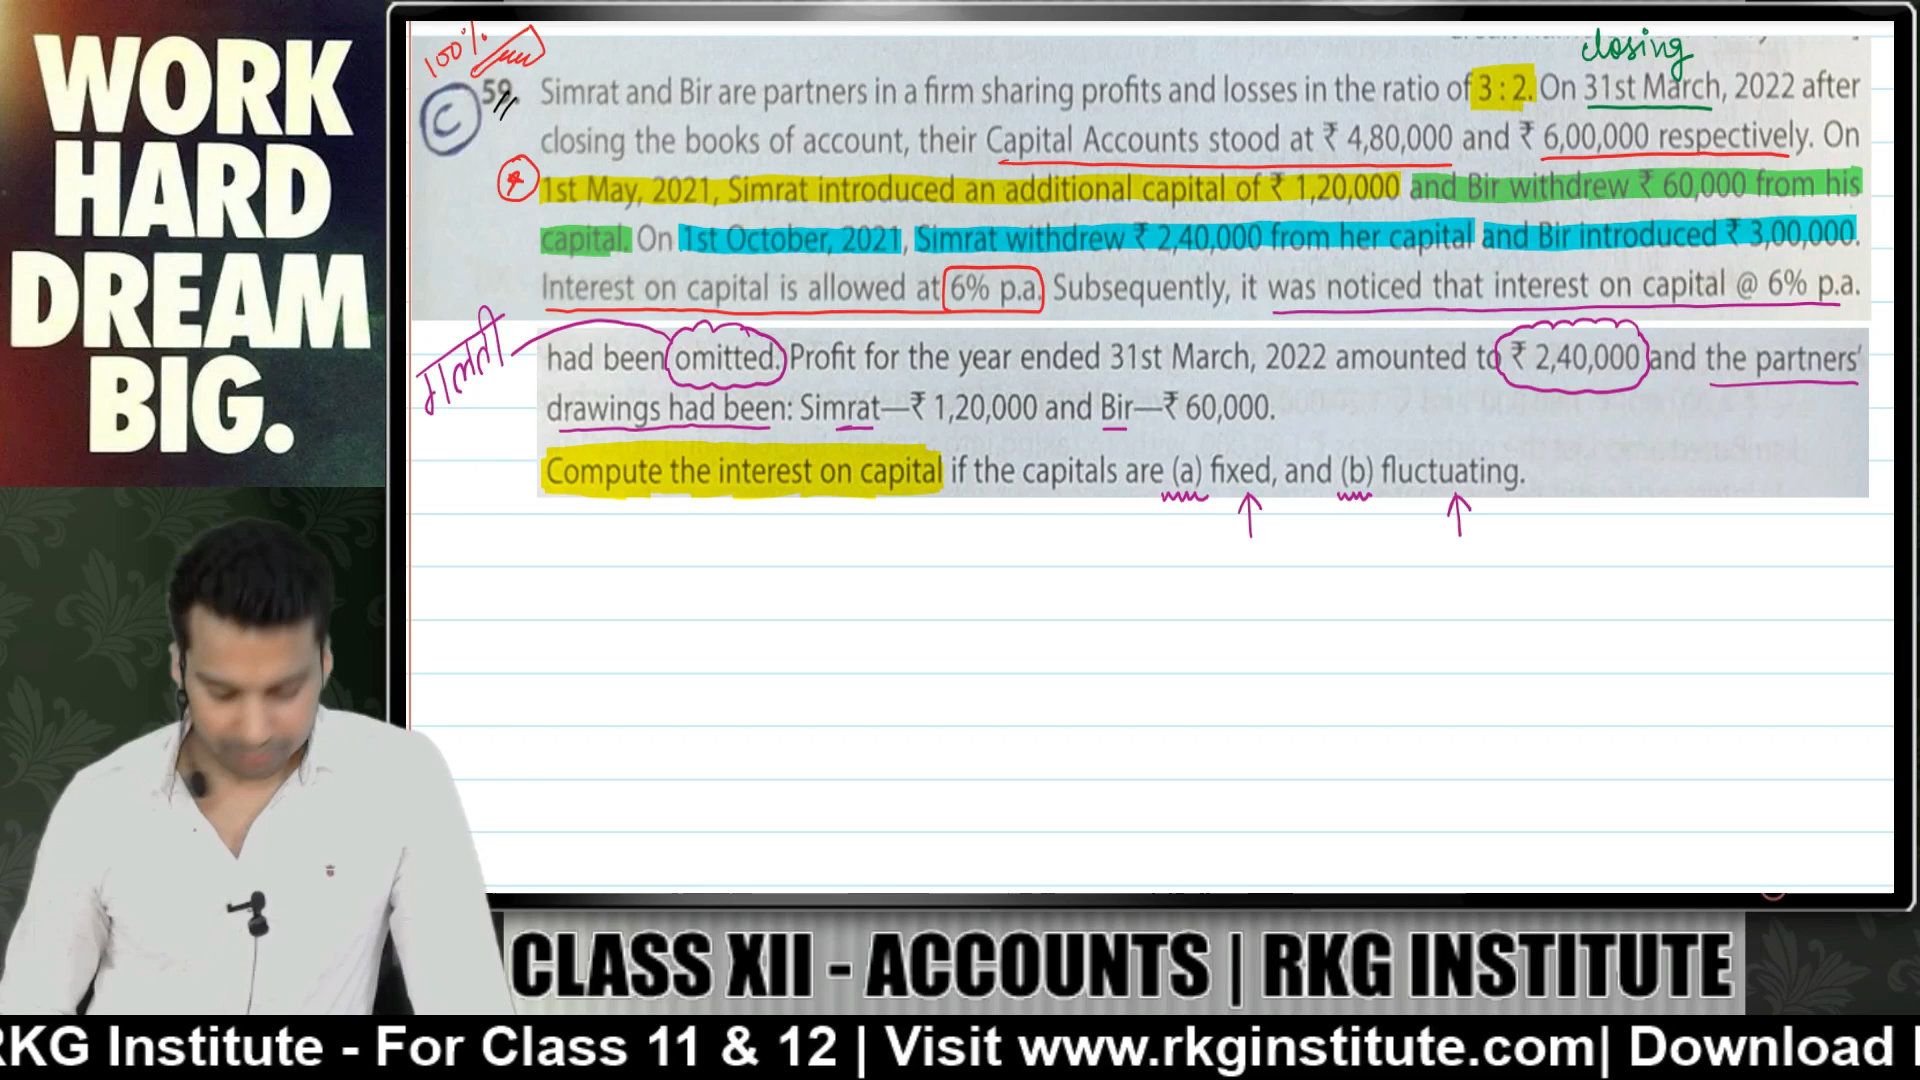 WORK
HARD
DREAM
BIG.
100%
closing
C
59. Simrat and Bir are partners in a firm sharing profits and losses in the ratio of 3 : 2. On 31st March, 2022 after
closing the books of account, their Capital Accounts stood at ₹ 4,80,000 and ₹ 6,00,000 respectively. On
1st May, 2021, Simrat introduced an additional capital of ₹ 1,20,000 and Bir withdrew ₹ 60,000 from his
capital. On 1st October, 2021, Simrat withdrew ₹ 2,40,000 from her capital and Bir introduced ₹ 3,00,000.
Interest on capital is allowed at 6% p.a. Subsequently, it was noticed that interest on capital @ 6% p.a.
गलती
had been omitted. Profit for the year ended 31st March, 2022 amounted to ₹ 2,40,000 and the partners'
drawings had been: Simrat—₹ 1,20,000 and Bir—₹ 60,000.
Compute the interest on capital if the capitals are (a) fixed, and (b) fluctuating.
CLASS XII - ACCOUNTS | RKG INSTITUTE
RKG Institute - For Class 11 & 12 | Visit www.rkginstitute.com| Download